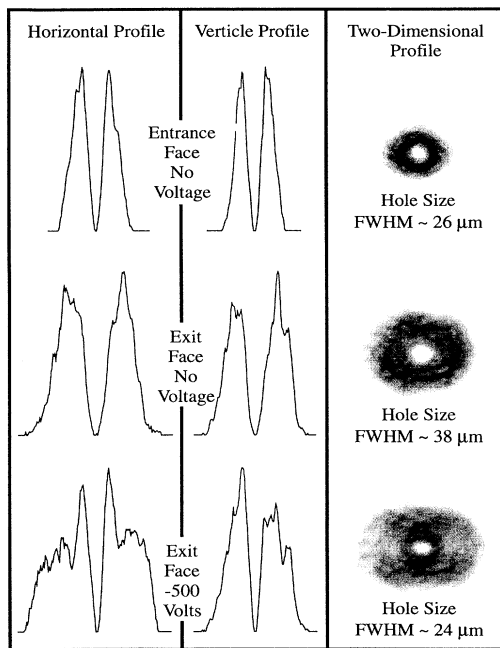 Horizontal Profile
Verticle Profile
Two-Dimensional
Profile
Entrance
Face
No
Voltage
Hole Size
FWHM ~ 26 μm
Exit
Face
No
Voltage
Hole Size
FWHM ~ 38 μm
Exit
Face
-500
Volts
Hole Size
FWHM ~ 24 μm